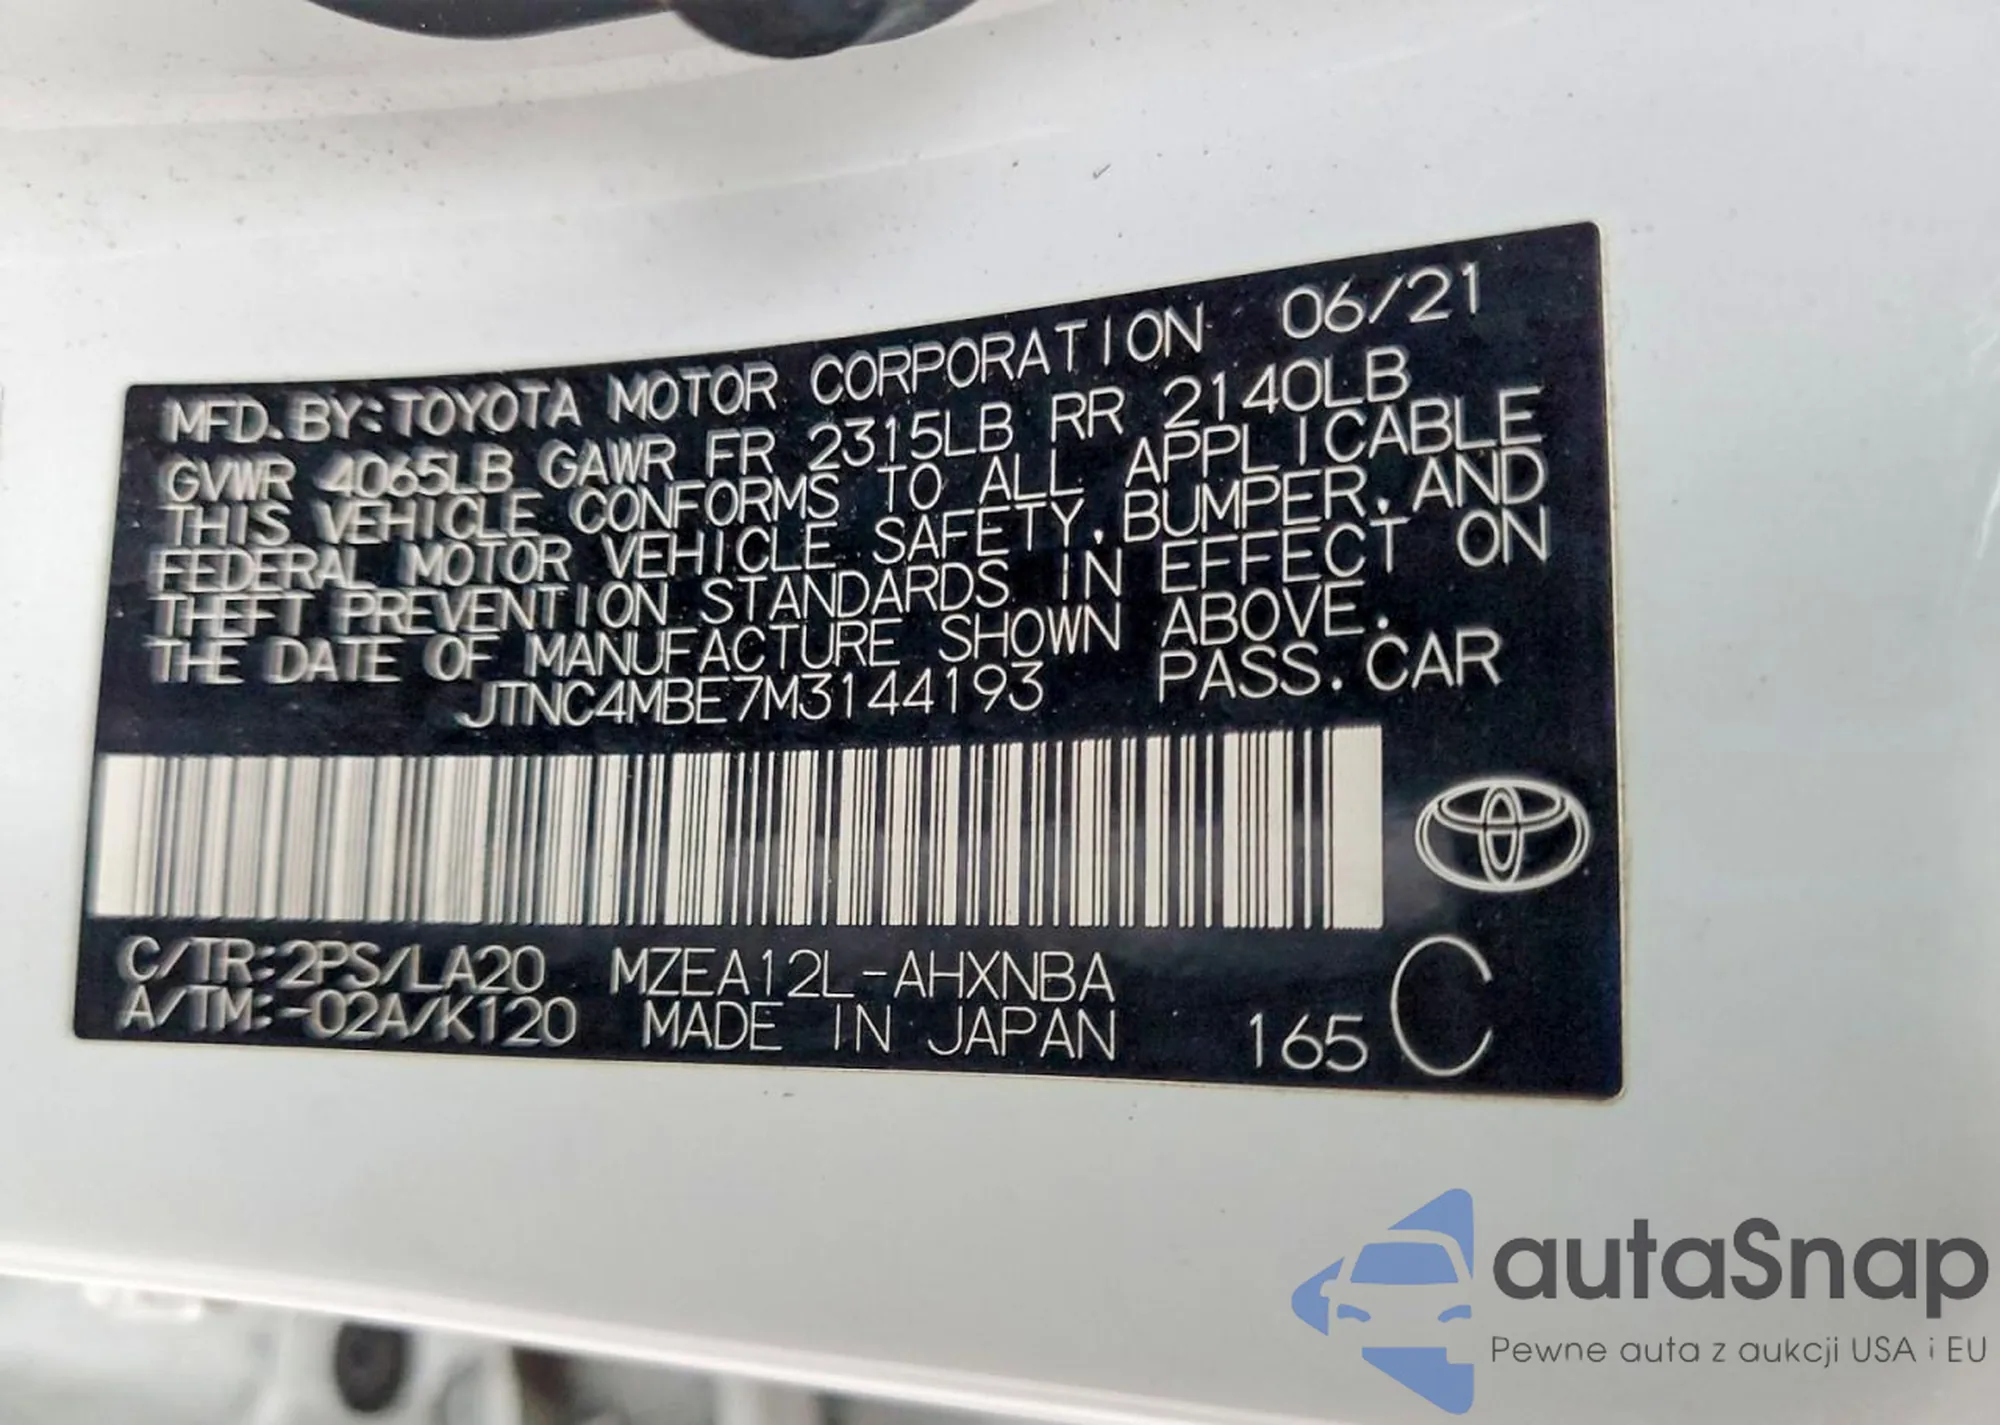 MFD. BY: TOYOTA MOTOR CORPORATION 06/21
GVWR 4065LB GAWR FR 2315LB RR 2140LB
THIS VEHICLE CONFORMS TO ALL APPLICABLE
FEDERAL MOTOR VEHICLE SAFETY, BUMPER, AND
THEFT PREVENTION STANDARDS IN EFFECT ON
THE DATE OF MANUFACTURE SHOWN ABOVE.
JTNC4MBE7M3144193 PASS. CAR
C/TR: 2PS/LA20 MZEA12L-AHXNBA
A/TM: -02A/K120 MADE IN JAPAN 165 C
autaSnap
Pewne auta z aukcji USA i EU